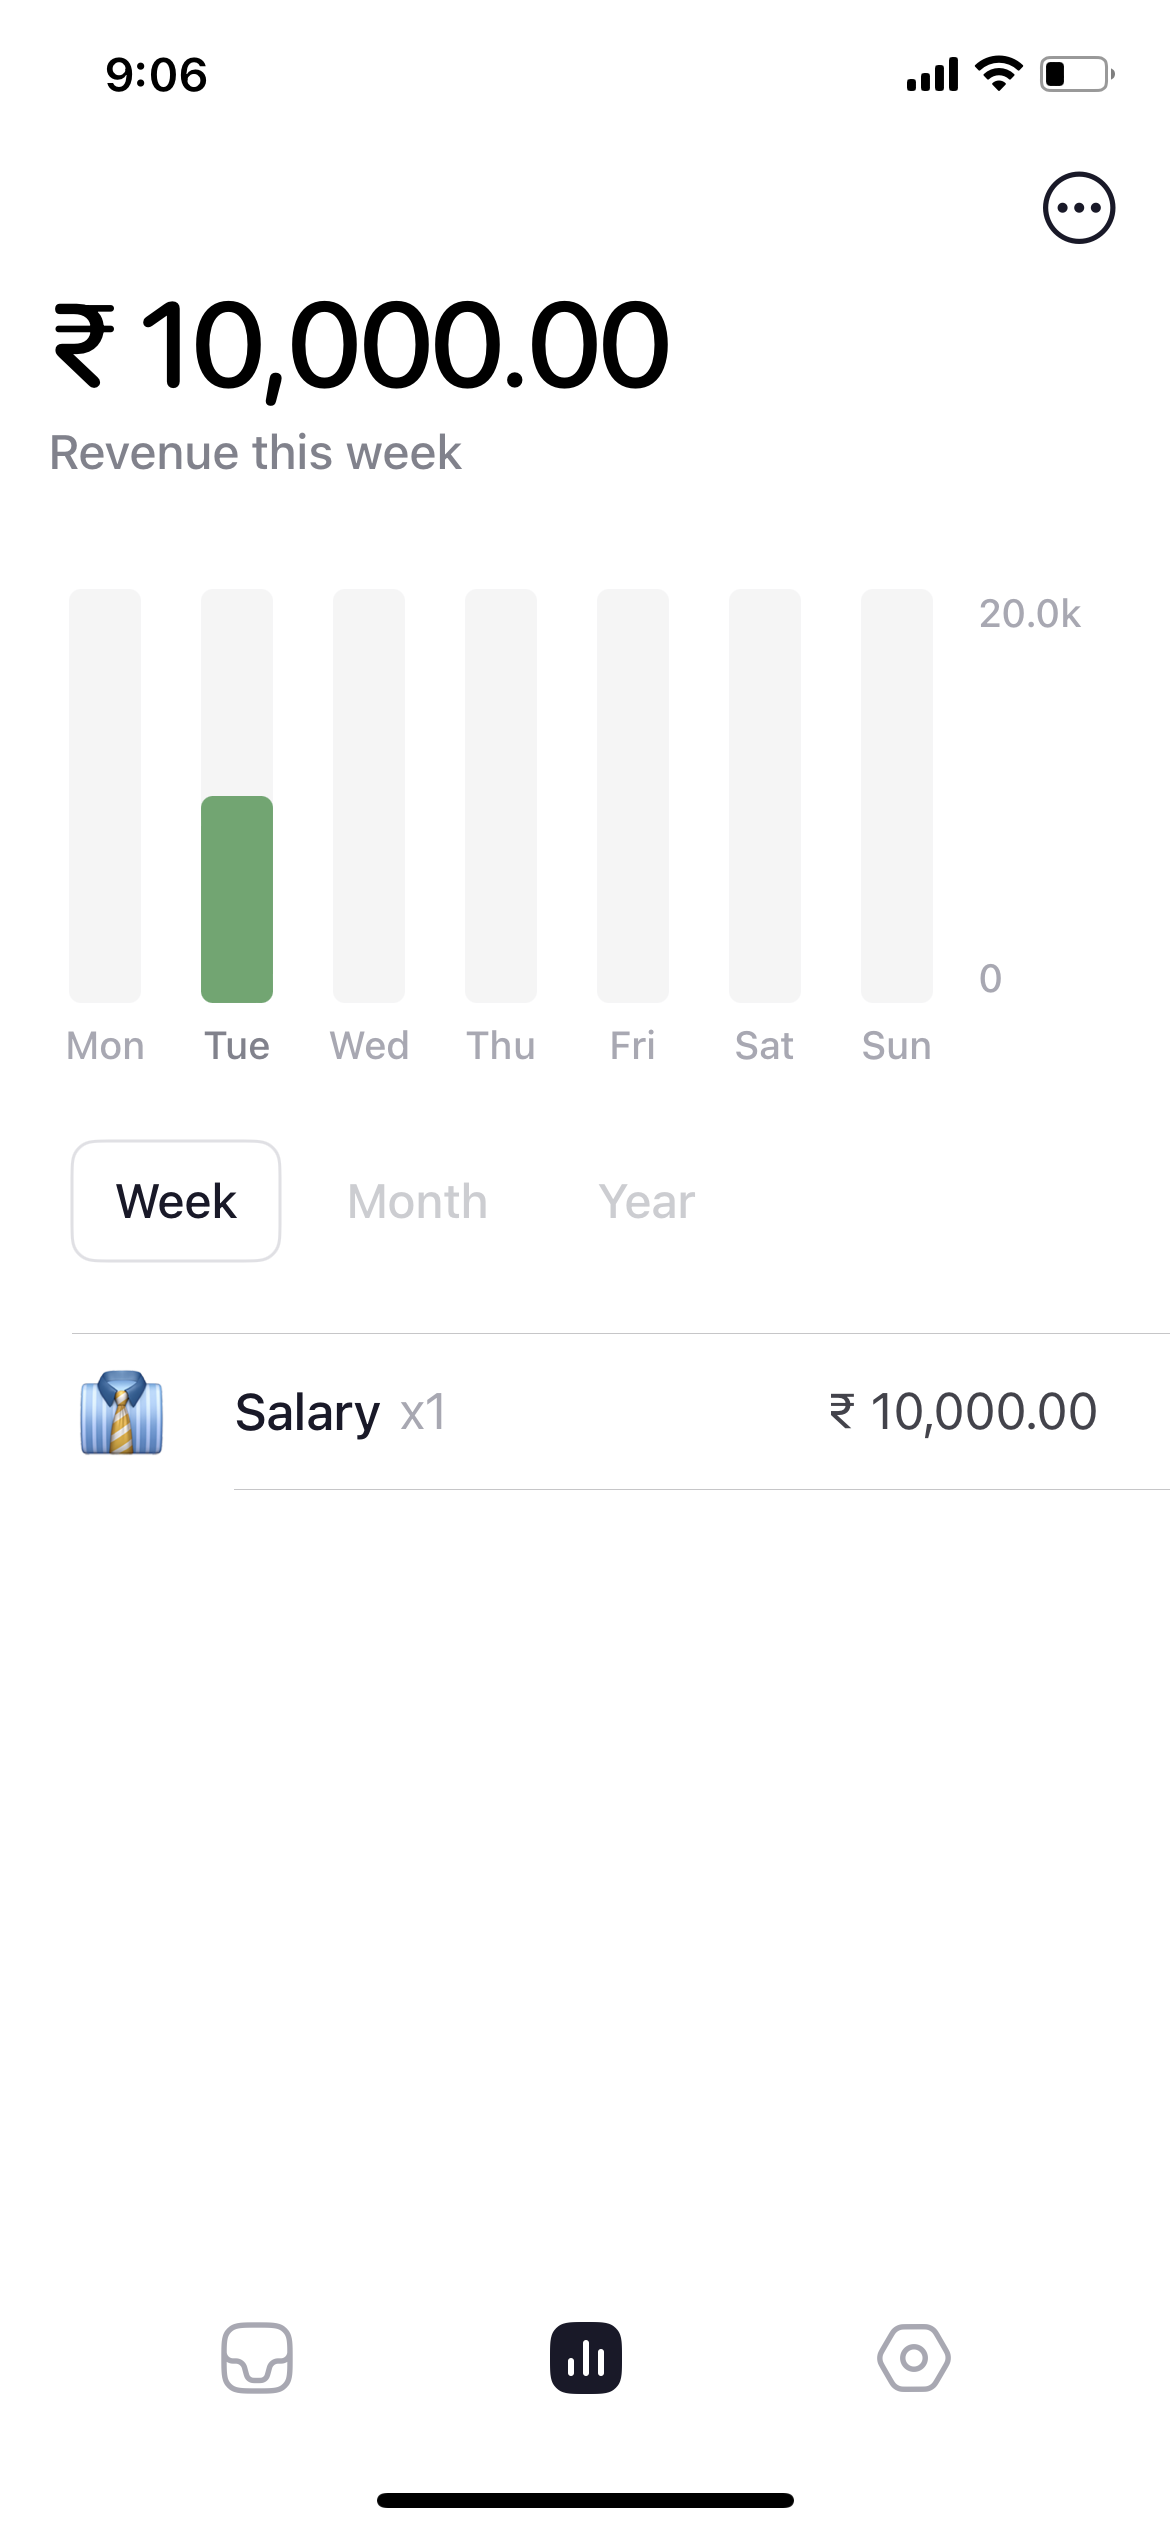 9:06
₹ 10,000.00
Revenue this week
20.0k
0
Mon Tue Wed Thu Fri Sat Sun
Week Month Year
Salary x1 ₹ 10,000.00